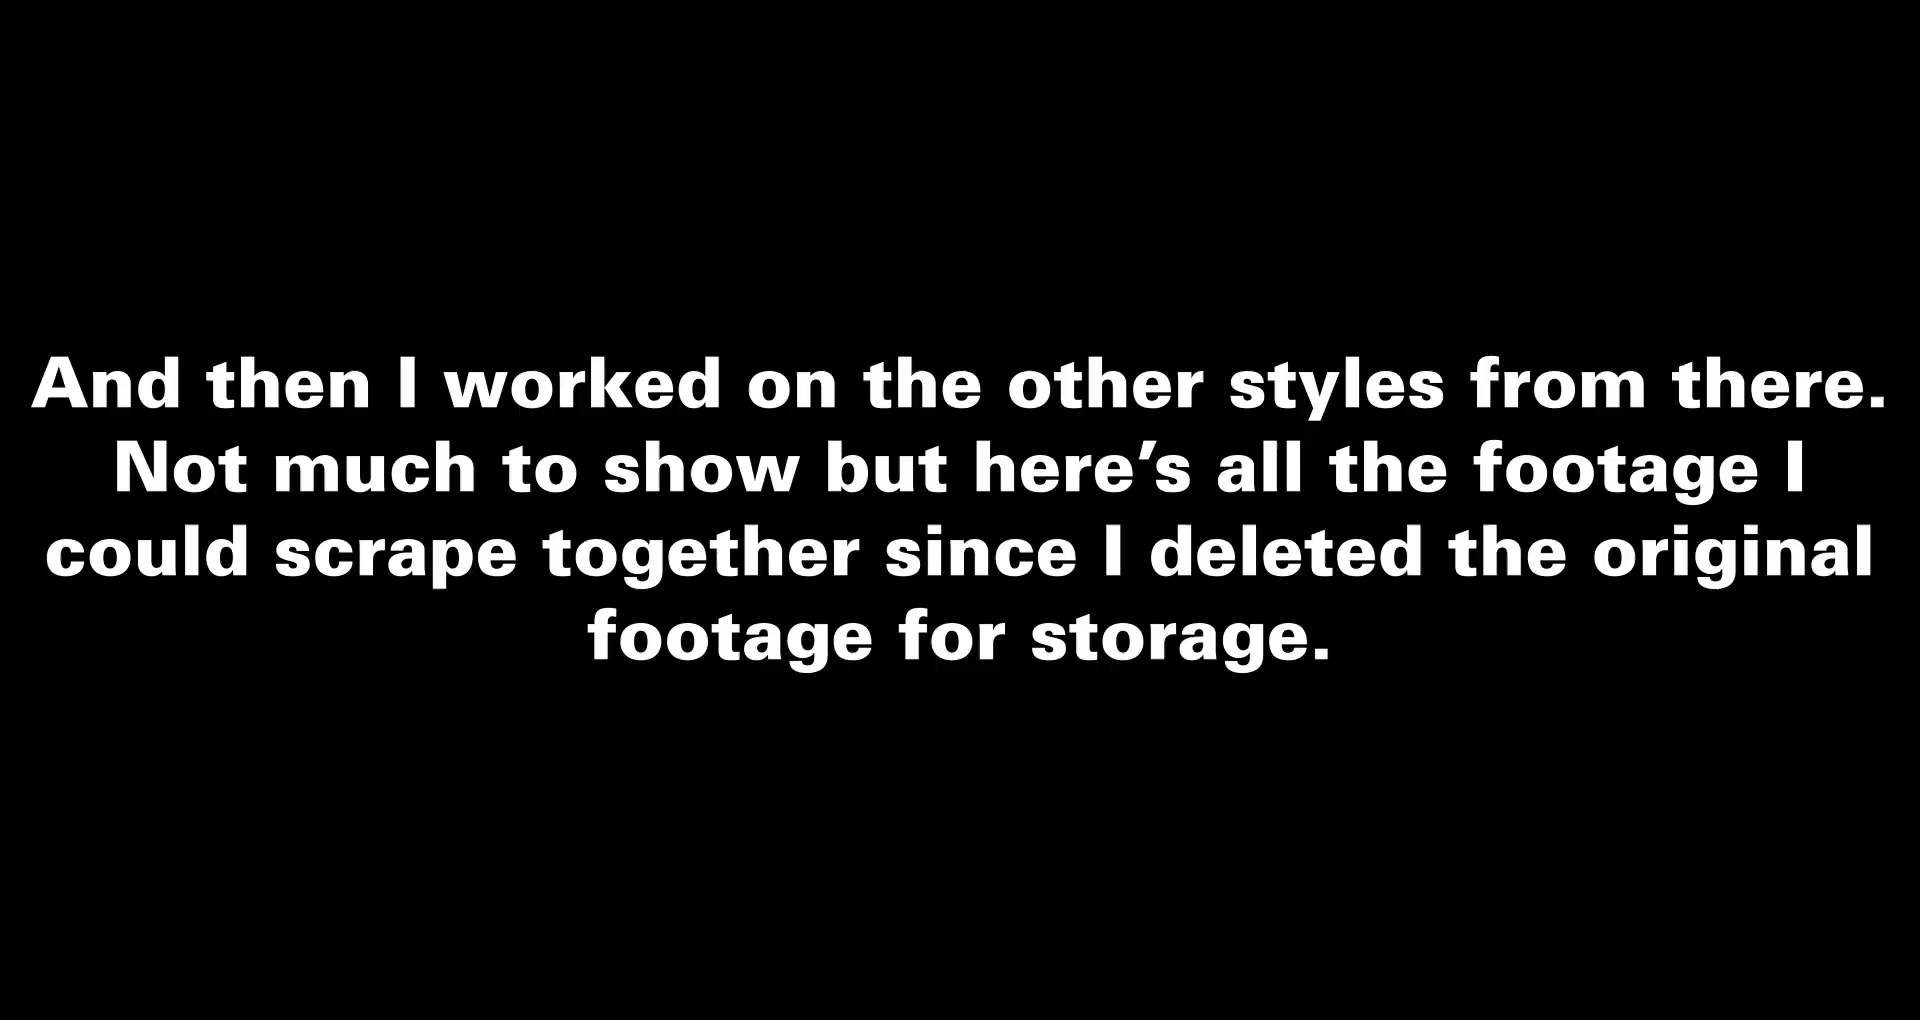 And then I worked on the other styles from there.
Not much to show but here’s all the footage I
could scrape together since I deleted the original
footage for storage.